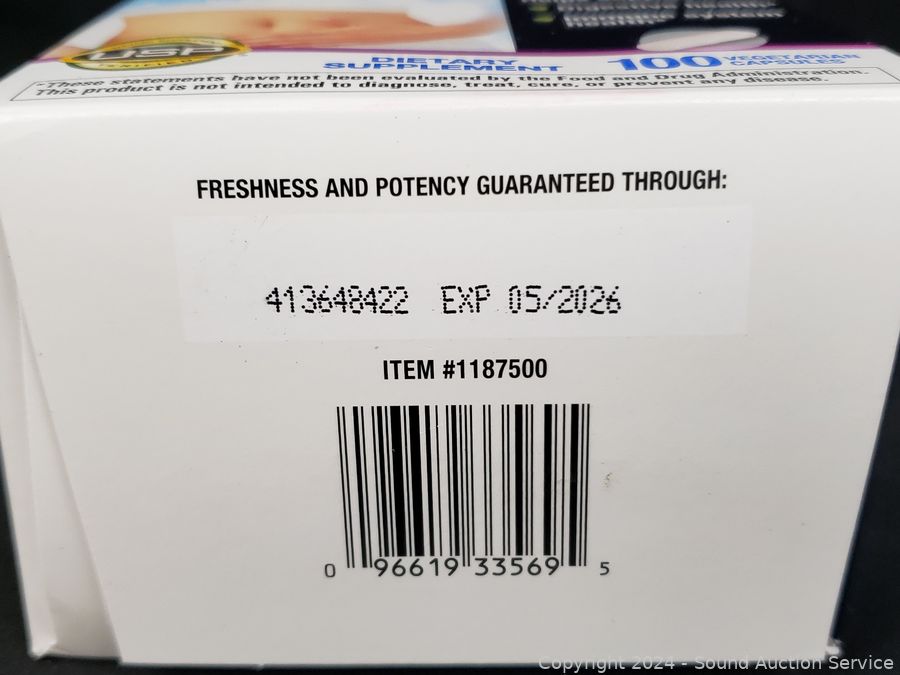 USP
DIETARY
SUPPLEMENT
100 VEGETARIAN
CAPSULES
*These statements have not been evaluated by the Food and Drug Administration.
This product is not intended to diagnose, treat, cure, or prevent any disease.
FRESHNESS AND POTENCY GUARANTEED THROUGH:
413648422 EXP 05/2026
ITEM #1187500
0 96619 33569 5
Copyright 2024 - Sound Auction Service